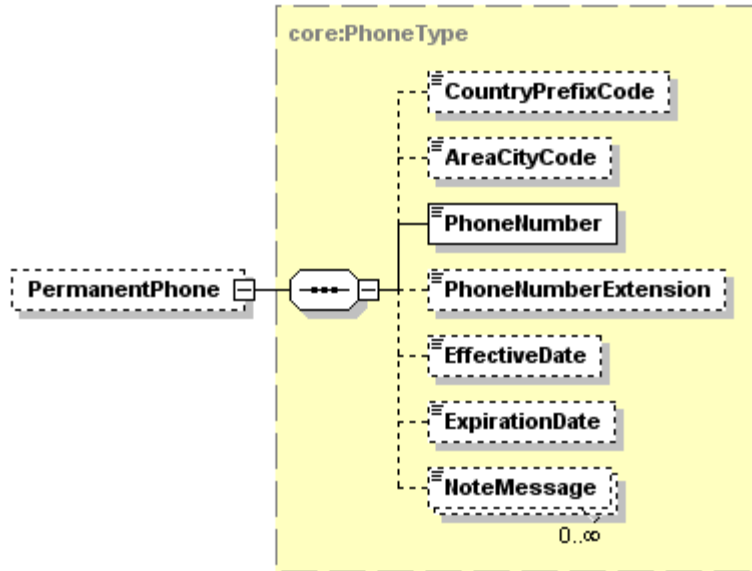 core:PhoneType
CountryPrefixCode
AreaCityCode
PhoneNumber
PermanentPhone
PhoneNumberExtension
EffectiveDate
ExpirationDate
NoteMessage
0..∞